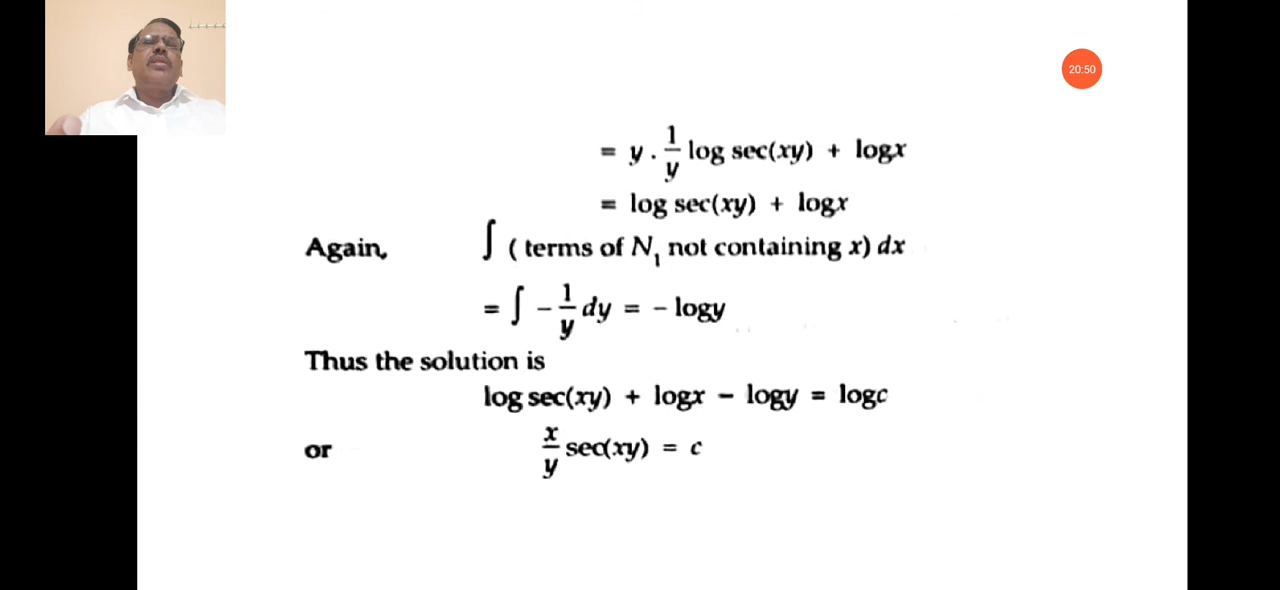 20:50
= y . 1/y log sec(xy) + logx
= log sec(xy) + logx
Again, ∫ ( terms of N₁ not containing x) dx
= ∫ − 1/y dy = − logy
Thus the solution is
log sec(xy) + logx − logy = logc
or x/y sec(xy) = c